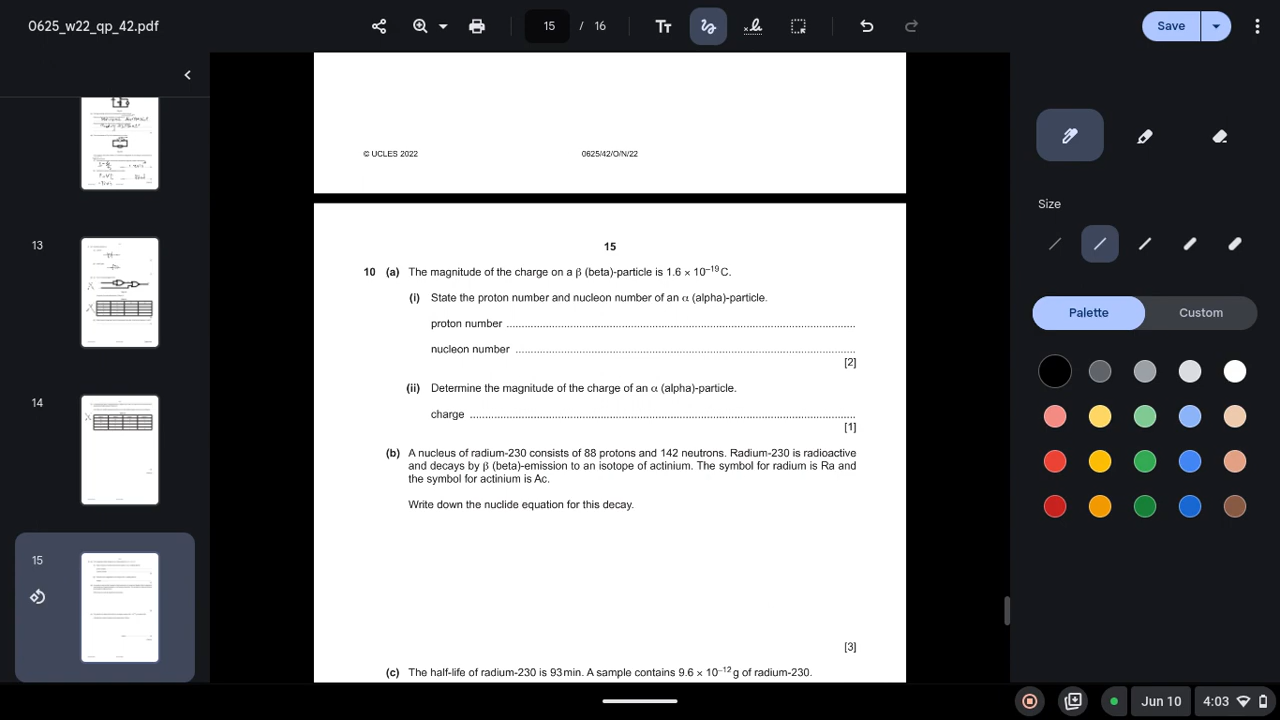 0625_w22_qp_42.pdf
15 / 16
Save
13
14
15
© UCLES 2022
0625/42/O/N/22
15
10 (a) The magnitude of the charge on a β (beta)-particle is 1.6 × 10⁻¹⁹ C.
(i) State the proton number and nucleon number of an α (alpha)-particle.
proton number ........................................
nucleon number ........................................
[2]
(ii) Determine the magnitude of the charge of an α (alpha)-particle.
charge ........................................
[1]
(b) A nucleus of radium-230 consists of 88 protons and 142 neutrons. Radium-230 is radioactive
and decays by β (beta)-emission to an isotope of actinium. The symbol for radium is Ra and
the symbol for actinium is Ac.
Write down the nuclide equation for this decay.
[3]
(c) The half-life of radium-230 is 93 min. A sample contains 9.6 × 10⁻¹² g of radium-230.
Size
Palette
Custom
Jun 10
4:03